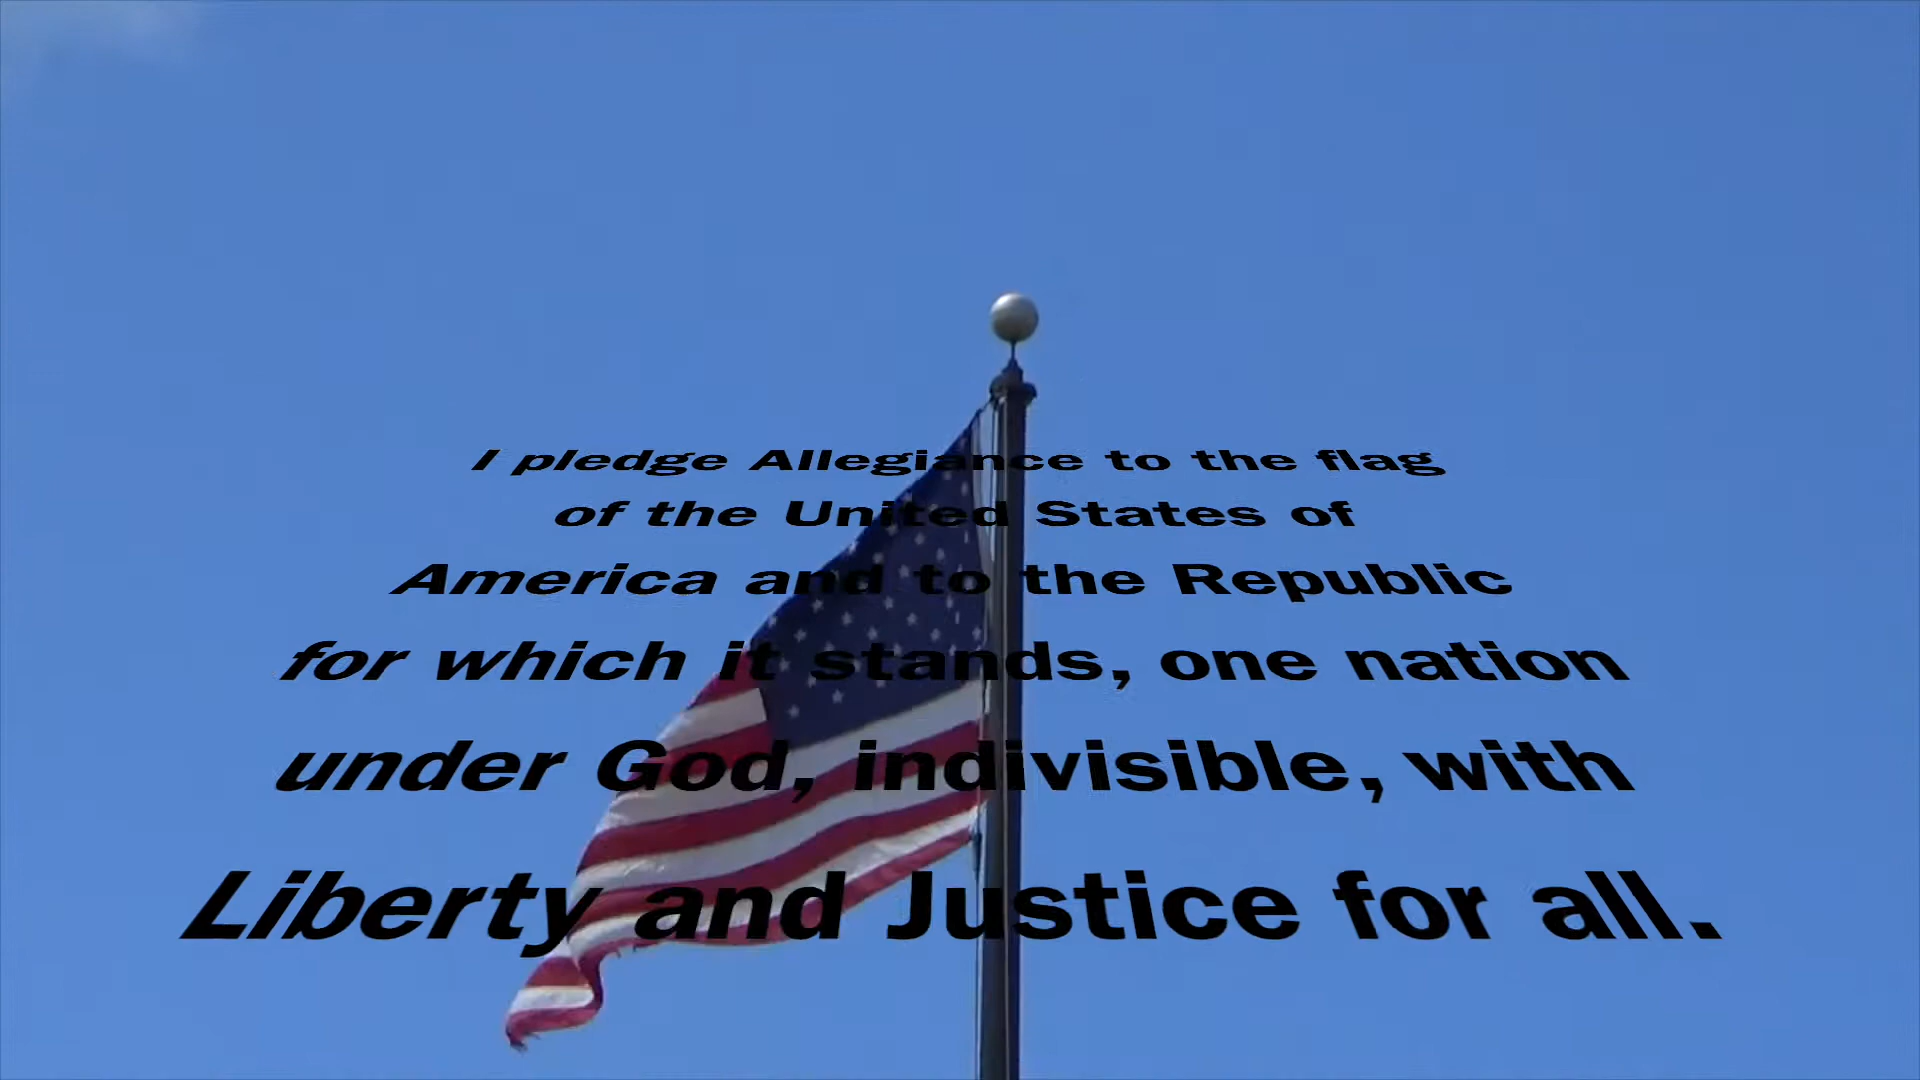 I pledge Allegiance to the flag
of the United States of
America and to the Republic
for which it stands, one nation
under God, indivisible, with
Liberty and Justice for all.